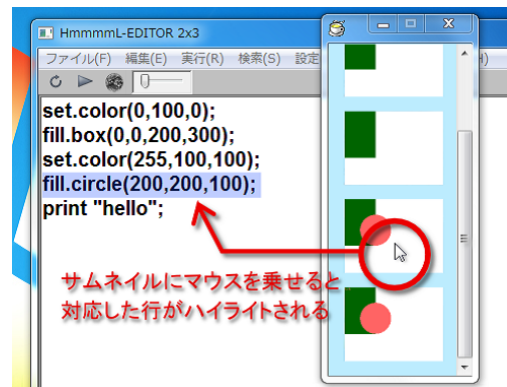 HmmmmL-EDITOR 2x3
ファイル(F) 編集(E) 実行(R) 検索(S) 設定 H)
set.color(0,100,0);
fill.box(0,0,200,300);
set.color(255,100,100);
fill.circle(200,200,100);
print "hello";
サムネイルにマウスを乗せると
対応した行がハイライトされる